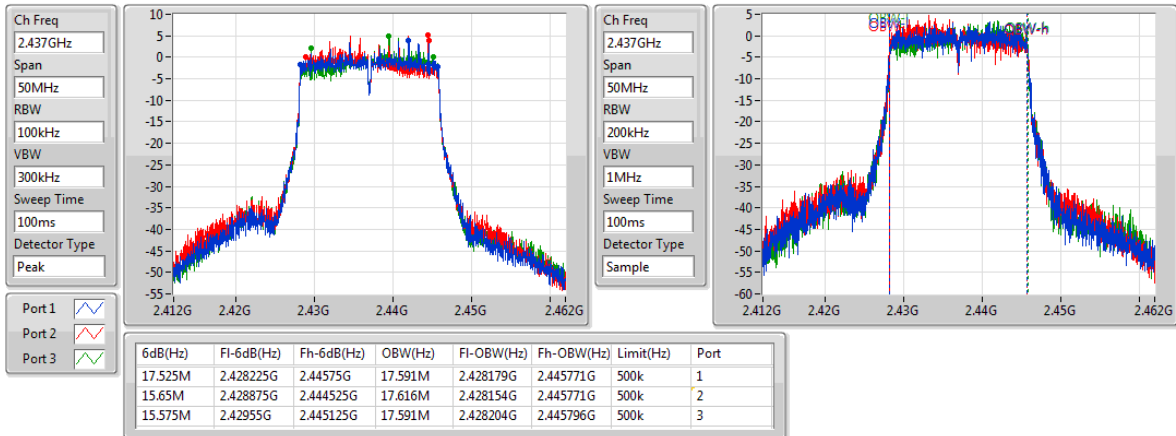 Ch Freq
2.437GHz
Span
50MHz
RBW
100kHz
VBW
300kHz
Sweep Time
100ms
Detector Type
Peak
Port 1
Port 2
Port 3
10
5
0
-5
-10
-15
-20
-25
-30
-35
-40
-45
-50
-55
2.412G 2.42G 2.43G 2.44G 2.45G 2.462G
Ch Freq
2.437GHz
Span
50MHz
RBW
200kHz
VBW
1MHz
Sweep Time
100ms
Detector Type
Sample
5
0
-5
-10
-15
-20
-25
-30
-35
-40
-45
-50
-55
-60
OBW-h
2.412G 2.42G 2.43G 2.44G 2.45G 2.462G
6dB(Hz) Fl-6dB(Hz) Fh-6dB(Hz) OBW(Hz) Fl-OBW(Hz) Fh-OBW(Hz) Limit(Hz) Port
17.525M 2.428225G 2.44575G 17.591M 2.428179G 2.445771G 500k 1
15.65M 2.428875G 2.444525G 17.616M 2.428154G 2.445771G 500k 2
15.575M 2.42955G 2.445125G 17.591M 2.428204G 2.445796G 500k 3